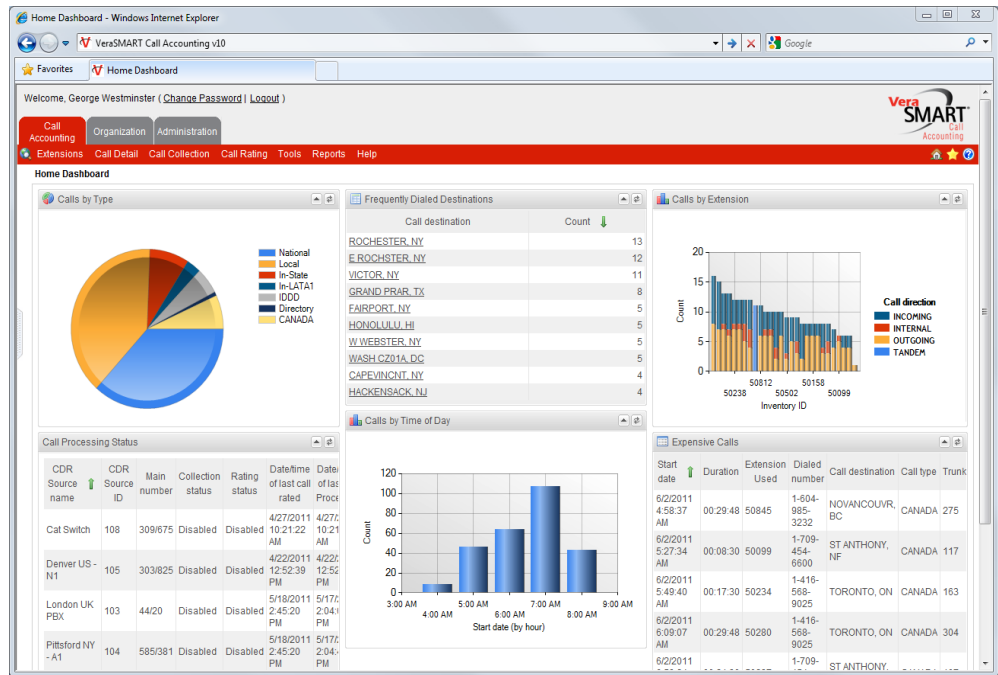 Home Dashboard - Windows Internet Explorer
VeraSMART Call Accounting v10
Google
Favorites
Home Dashboard
Welcome, George Westminster ( Change Password | Logout )
Vera SMART
Call
Accounting
Call Accounting
Organization
Administration
Extensions Call Detail Call Collection Call Rating Tools Reports Help
Home Dashboard
Calls by Type
National
Local
In-State
In-LATA1
IDDD
Directory
CANADA
Frequently Dialed Destinations
Call destination Count
ROCHESTER, NY 13
E ROCHSTER, NY 12
VICTOR, NY 11
GRAND PRAR, TX 8
FAIRPORT, NY 5
HONOLULU, HI 5
W WEBSTER, NY 5
WASH CZ01A, DC 5
CAPEVINCNT, NY 4
HACKENSACK, NJ 4
Calls by Extension
20
15
10
5
0
Count
50812 50158
50238 50502 50099
Inventory ID
Call direction
INCOMING
INTERNAL
OUTGOING
TANDEM
Call Processing Status
CDR Source name CDR Source ID Main number Collection status Rating status Date/time of last call rated
Cat Switch 108 309/675 Disabled Disabled 4/27/2011 10:21:22 AM
Denver US - N1 105 303/825 Disabled Disabled 4/22/2011 12:52:39 PM
London UK PBX 103 44/20 Disabled Disabled 5/18/2011 2:45:20 PM
Pittsford NY - A1 104 585/381 Disabled Disabled 5/18/2011 2:45:20 PM
Calls by Time of Day
120
100
80
60
40
20
0
Count
3:00 AM 5:00 AM 7:00 AM 9:00 AM
4:00 AM 6:00 AM 8:00 AM
Start date (by hour)
Expensive Calls
Start date Duration Extension Used Dialed number Call destination Call type Trunk
6/2/2011 4:58:37 AM 00:29:48 50845 1-604-985-3232 NOVANCOUVR, BC CANADA 275
6/2/2011 5:27:34 AM 00:08:30 50099 1-709-454-6600 ST ANTHONY, NF CANADA 117
6/2/2011 5:49:40 AM 00:17:30 50234 1-416-568-9025 TORONTO, ON CANADA 163
6/2/2011 6:09:07 AM 00:29:48 50280 1-416-568-9025 TORONTO, ON CANADA 304
6/2/2011 1-709- ST ANTHONY,